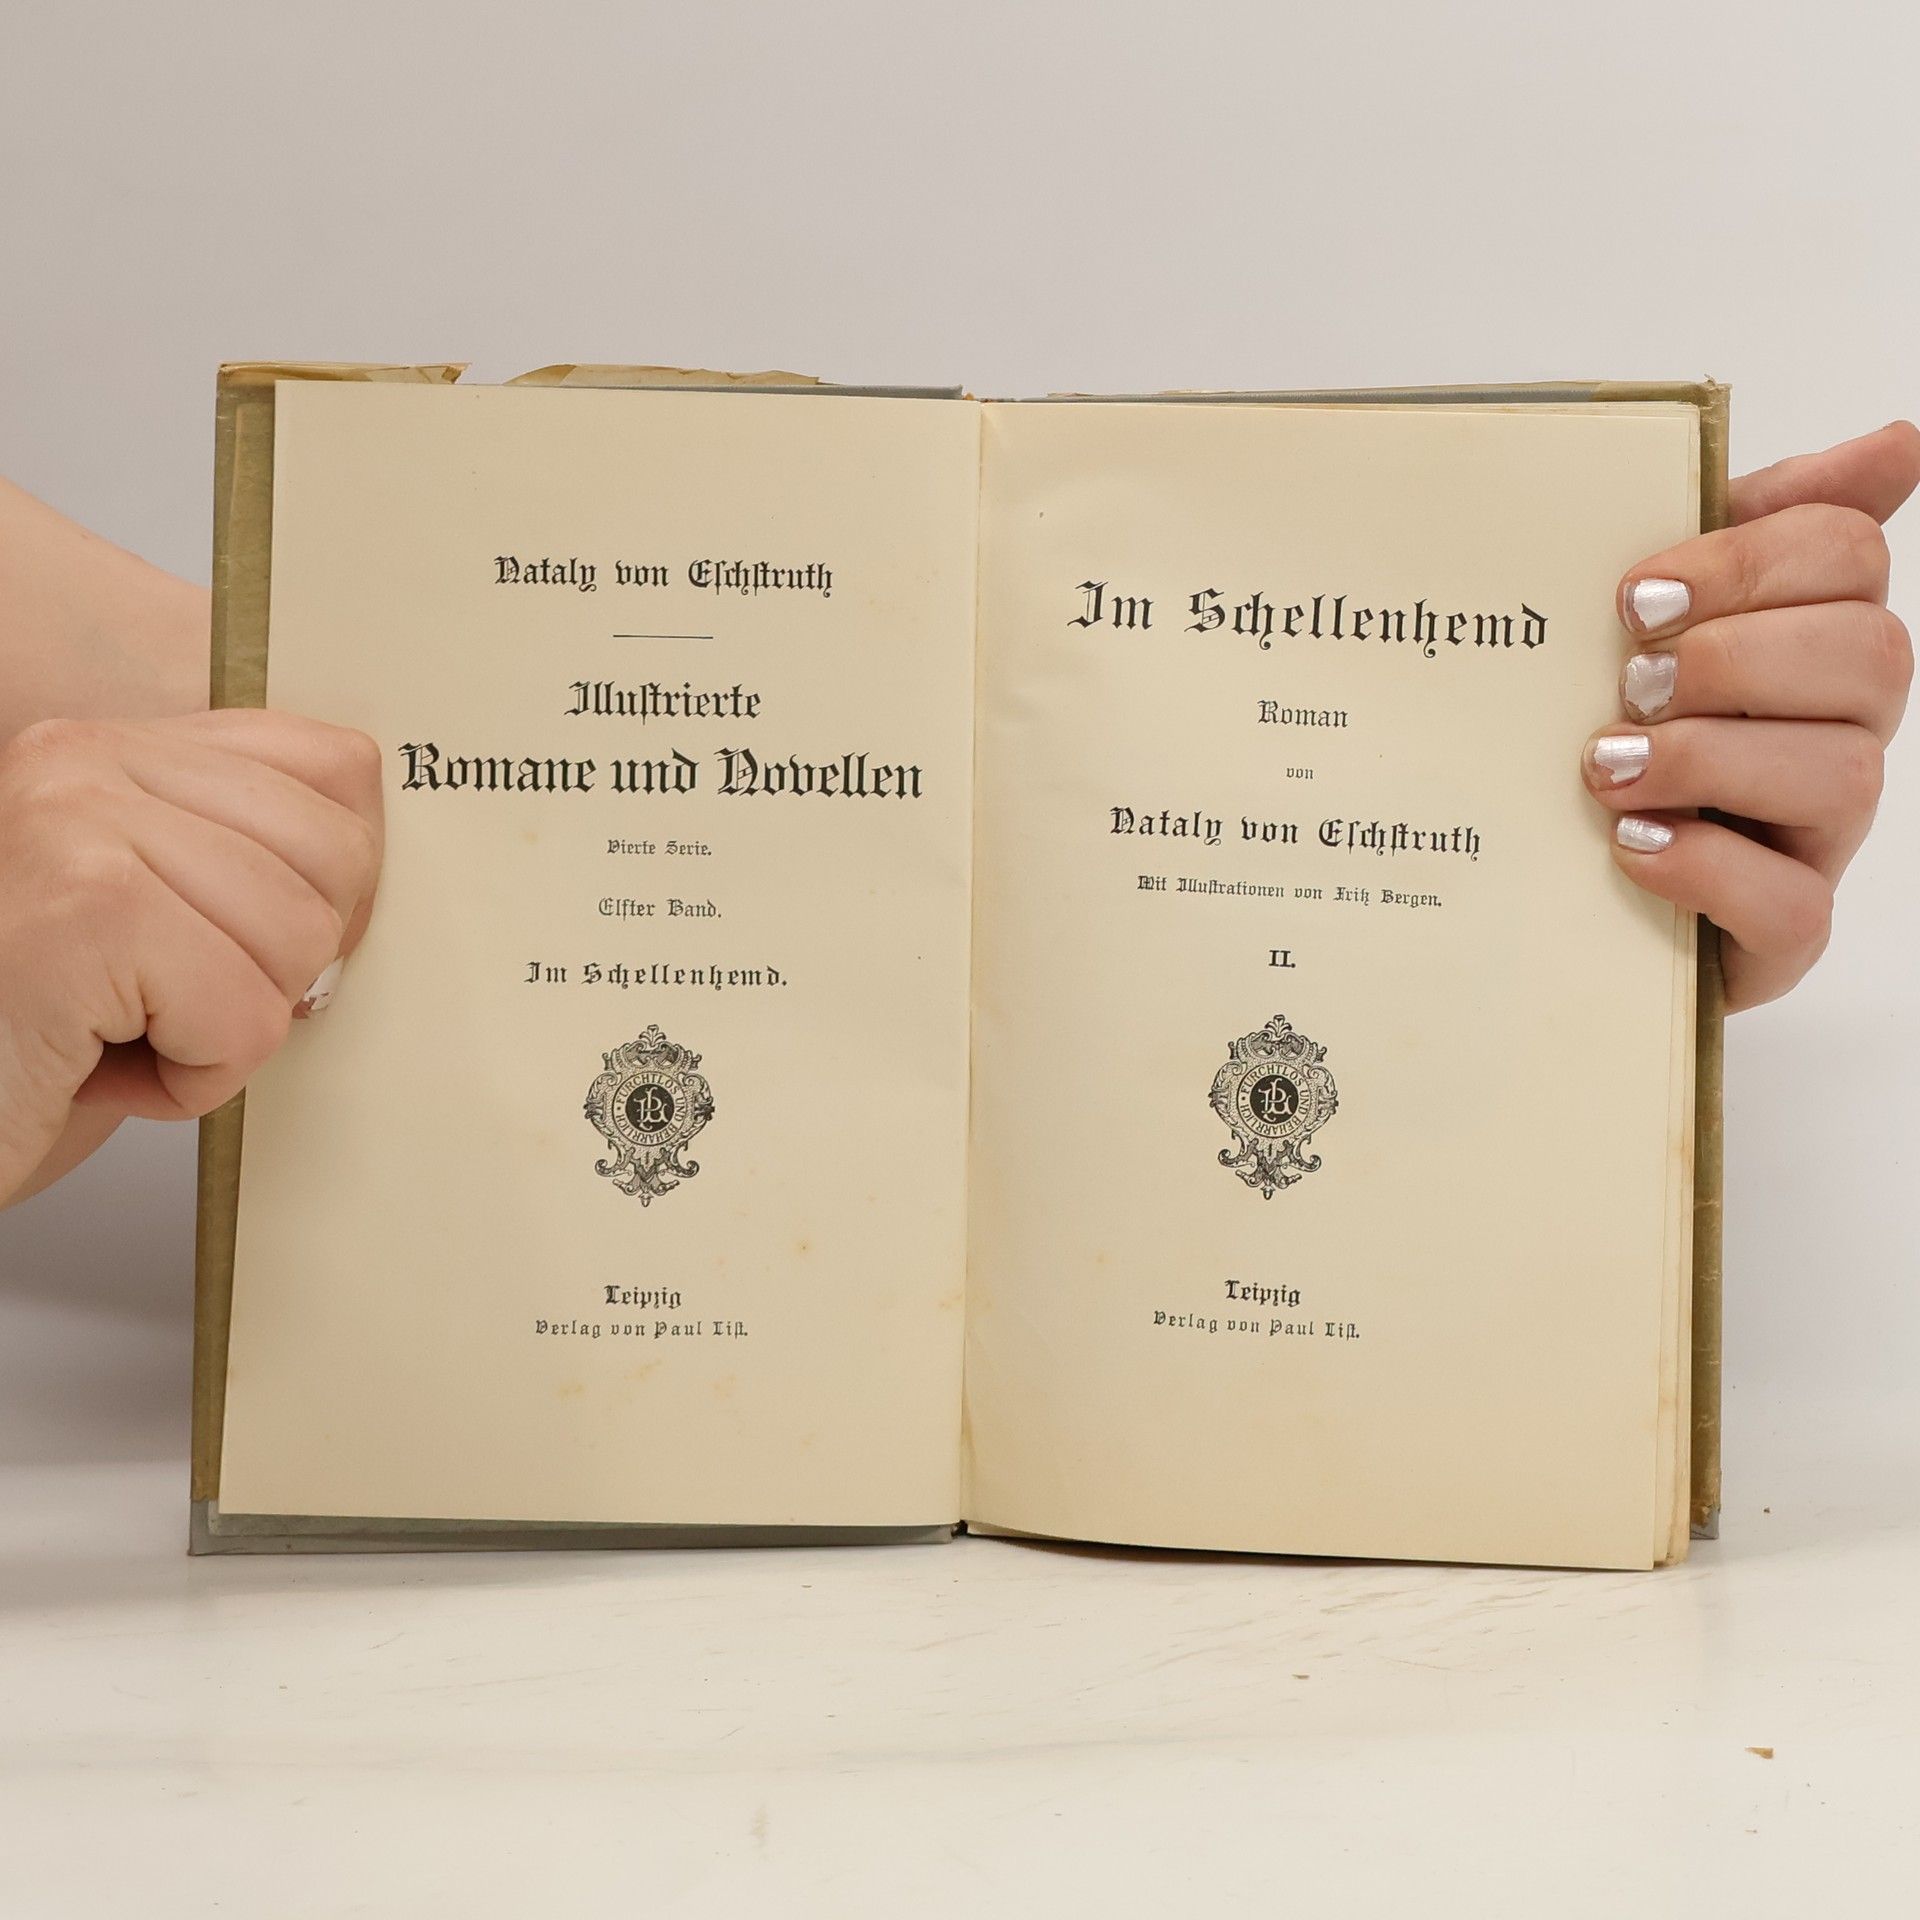 Nataly von Eschstruth
Illustrierte
Romane und Novellen
Vierte Serie.
Elfter Band.
Im Schellenhemd.
FURCHTLOS UND BEHARRLICH
PL
Leipzig
Verlag von Paul List.
Im Schellenhemd
Roman
von
Nataly von Eschstruth
Mit Illustrationen von Fritz Bergen.
II.
FURCHTLOS UND BEHARRLICH
PL
Leipzig
Verlag von Paul List.